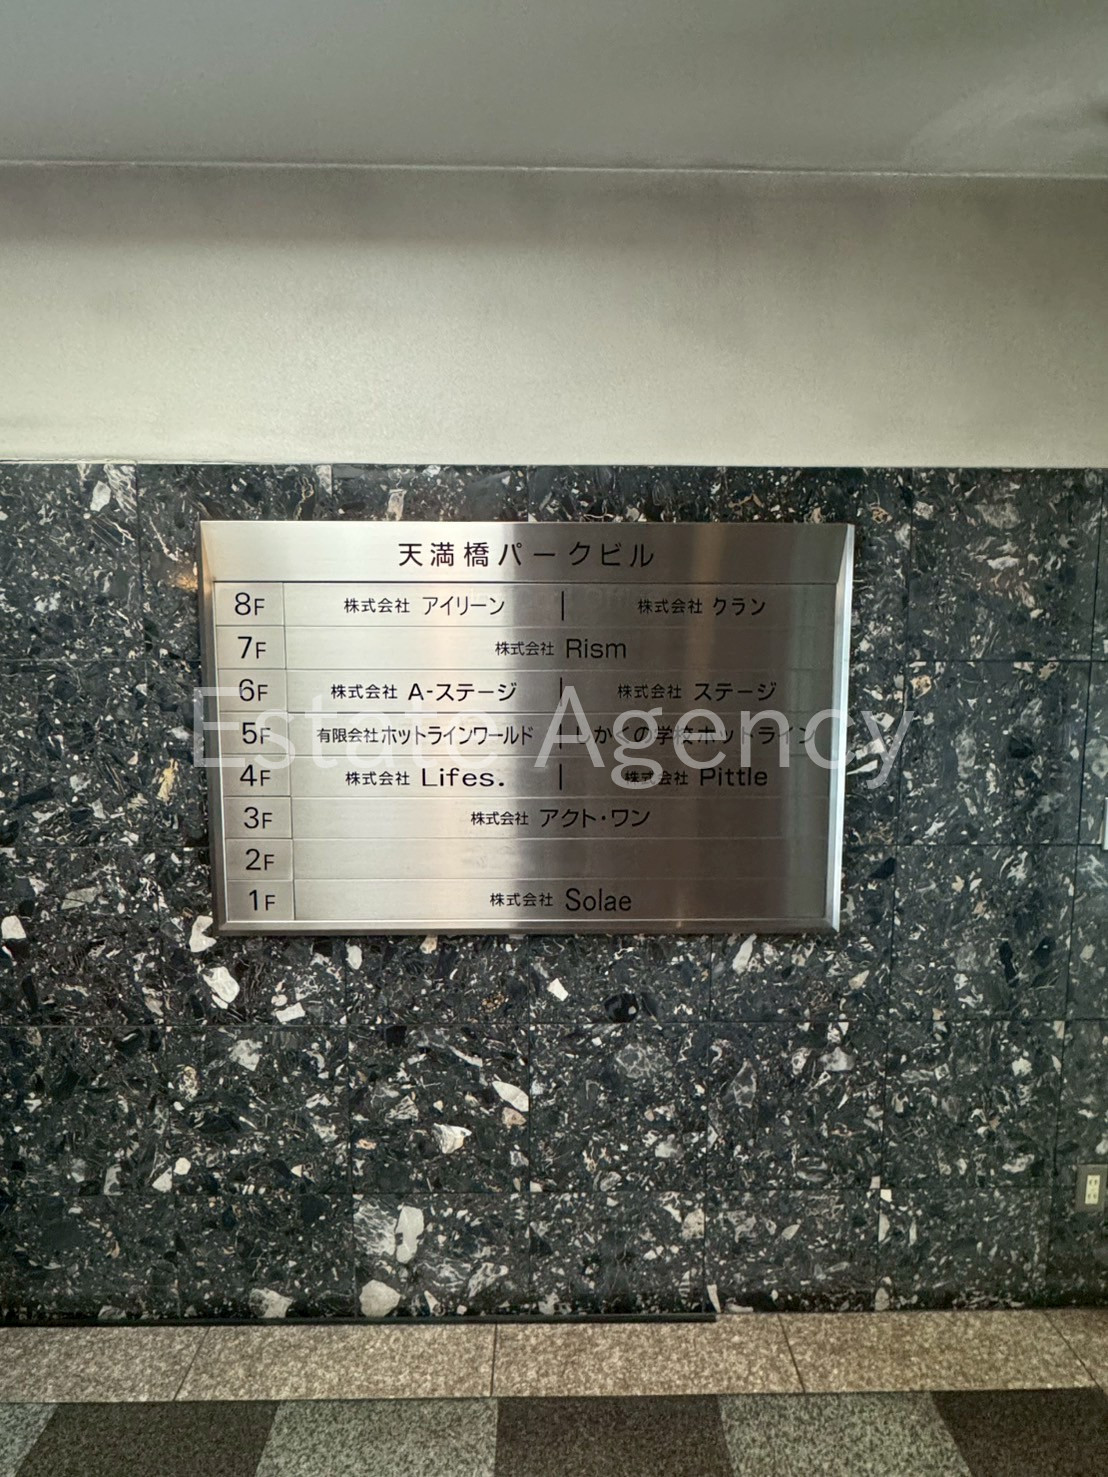 天満橋パークビル
8F 株式会社 アイリーン | 株式会社 クラン
7F 株式会社 Rism
6F 株式会社 A-ステージ | 株式会社 ステージ
5F 有限会社ホットラインワールド | しかくの学校ホットライン
4F 株式会社 Lifes. | 株式会社 Pittle
3F 株式会社 アクト・ワン
2F
1F 株式会社 Solae
Estate Agency